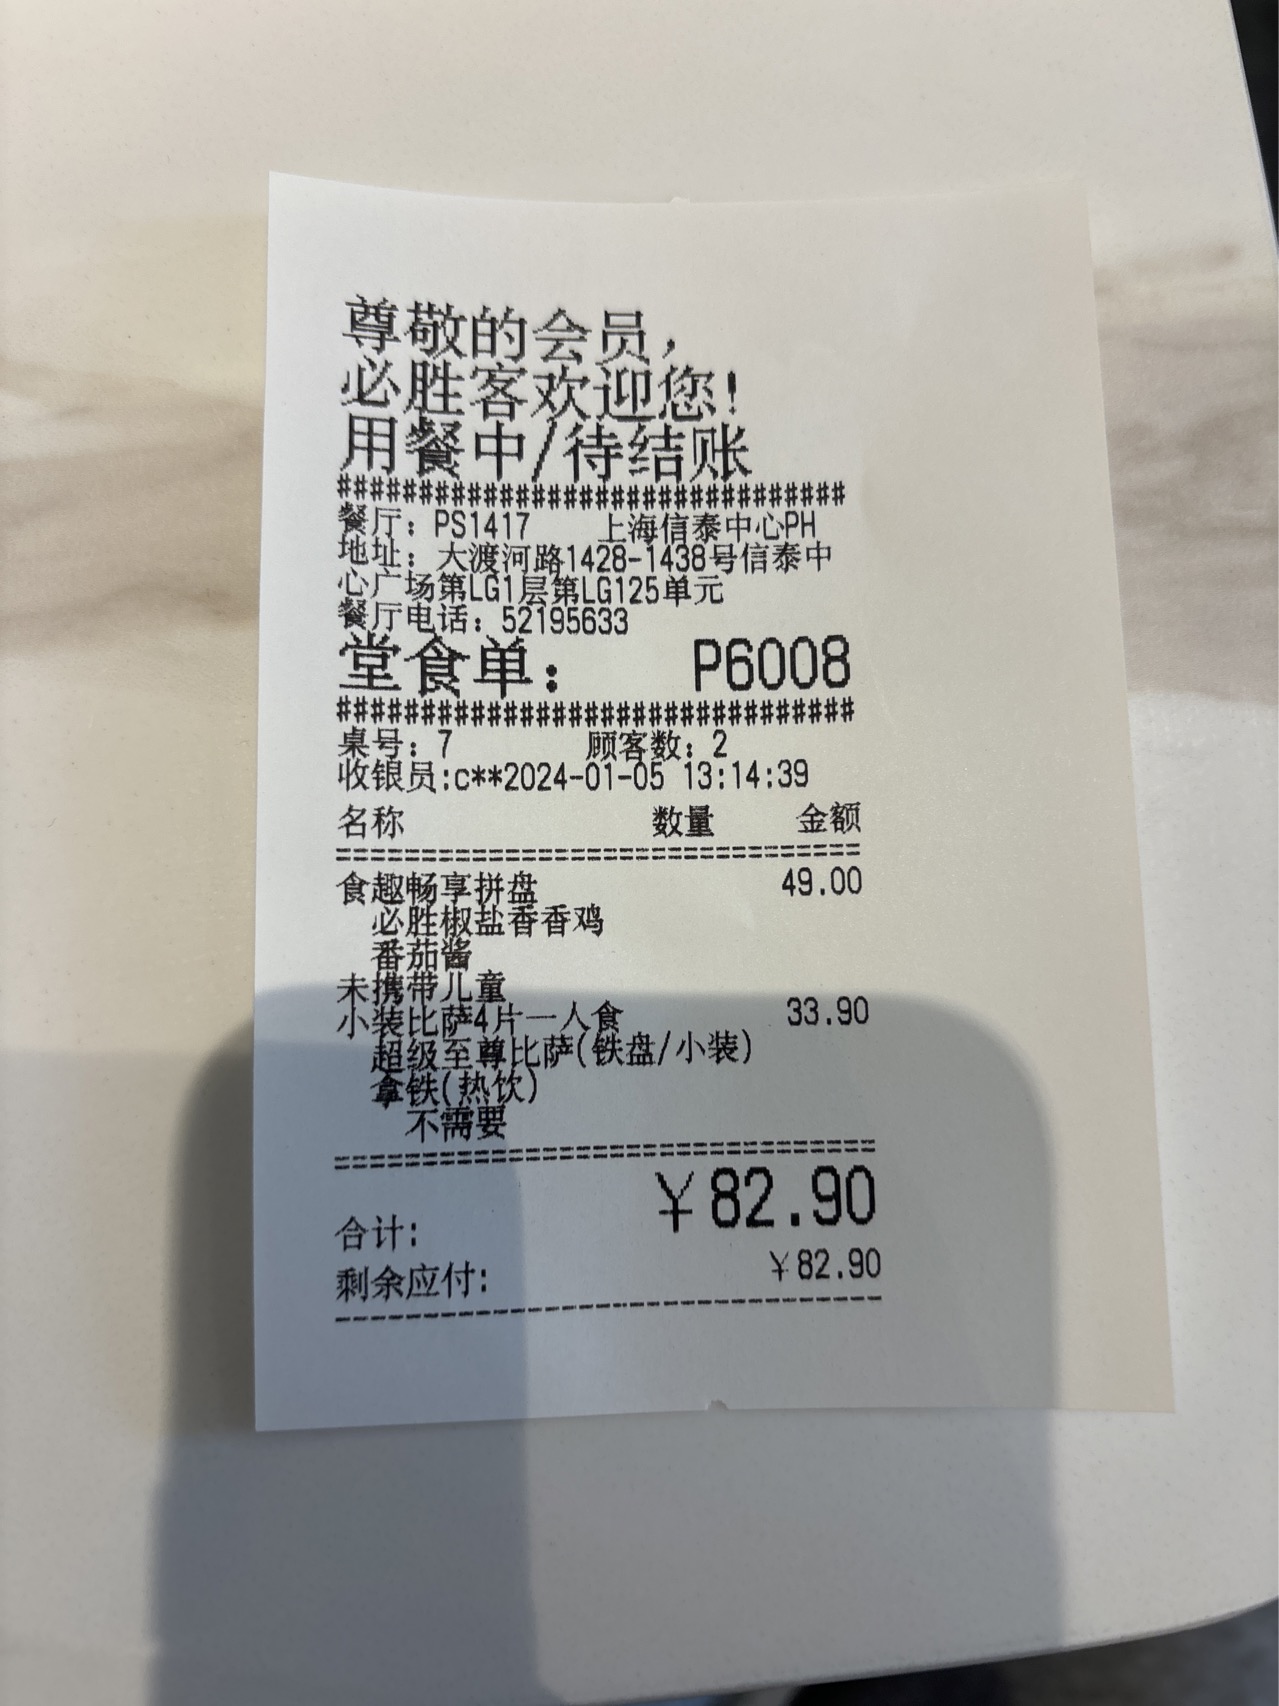 尊敬的会员，
必胜客欢迎您！
用餐中/待结账
################################
餐厅：PS1417 上海信泰中心PH
地址：大渡河路1428-1438号信泰中
心广场第LG1层第LG125单元
餐厅电话：52195633
堂食单： P6008
################################
桌号：7 顾客数：2
收银员:c**2024-01-05 13:14:39
名称 数量 金额
================================
食趣畅享拼盘 49.00
必胜椒盐香香鸡
番茄酱
未携带儿童
小装比萨4片一人食 33.90
超级至尊比萨(铁盘/小装)
拿铁(热饮)
不需要
================================
合计: ￥82.90
剩余应付: ￥82.90
--------------------------------